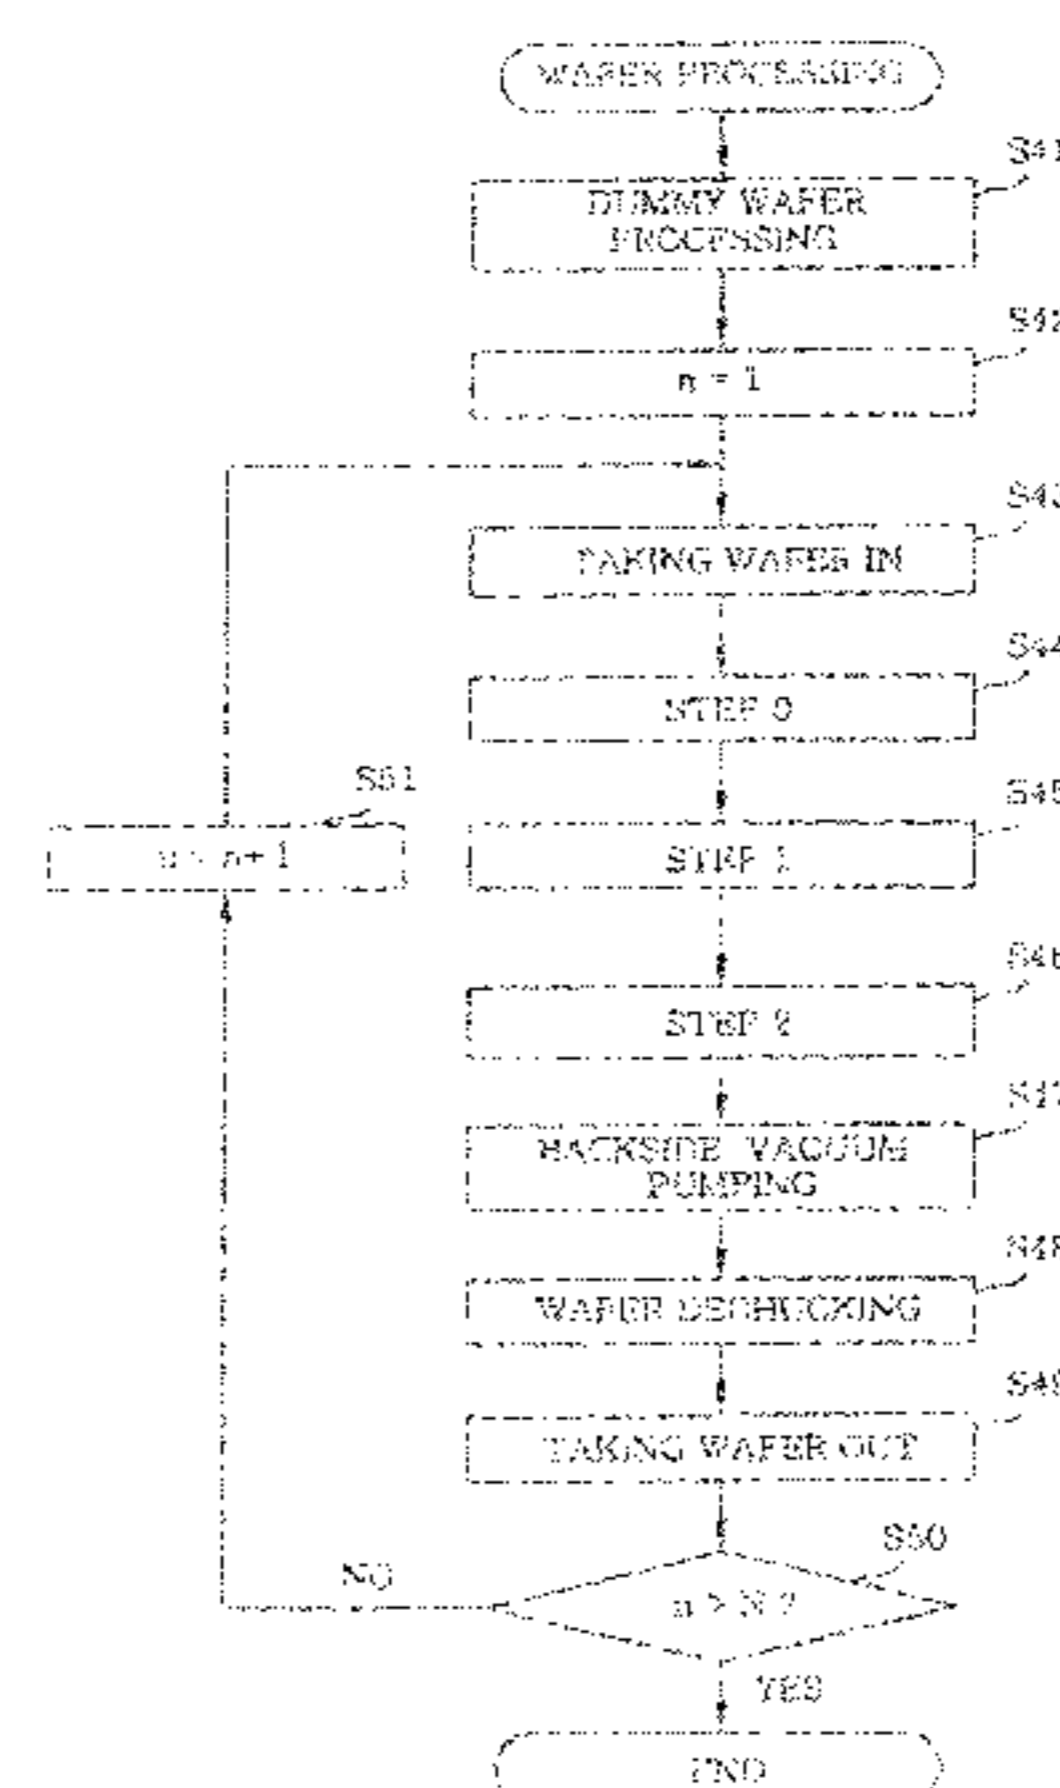 WAFER PROCESSING
S41
DUMMY WAFER
PROCESSING
S42
n = 1
S43
TAKING WAFER IN
S44
STEP 0
S45
STEP 1
S51
n = n + 1
S46
STEP 2
S47
BACKSIDE VACUUM
PUMPING
S48
WAFER DECHUCKING
S49
TAKING WAFER OUT
S50
n > N ?
NO
YES
END